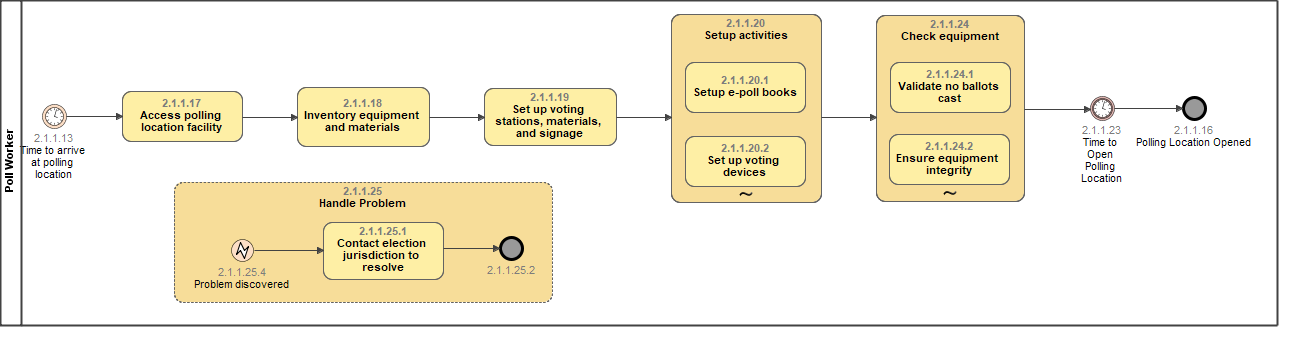 Poll Worker
2.1.1.13
Time to arrive
at polling
location
2.1.1.17
Access polling
location facility
2.1.1.18
Inventory equipment
and materials
2.1.1.19
Set up voting
stations, materials,
and signage
2.1.1.20
Setup activities
2.1.1.20.1
Setup e-poll books
2.1.1.20.2
Set up voting
devices
~
2.1.1.24
Check equipment
2.1.1.24.1
Validate no ballots
cast
2.1.1.24.2
Ensure equipment
integrity
~
2.1.1.23
Time to
Open
Polling
Location
2.1.1.16
Polling Location Opened
2.1.1.25
Handle Problem
2.1.1.25.4
Problem discovered
2.1.1.25.1
Contact election
jurisdiction to
resolve
2.1.1.25.2